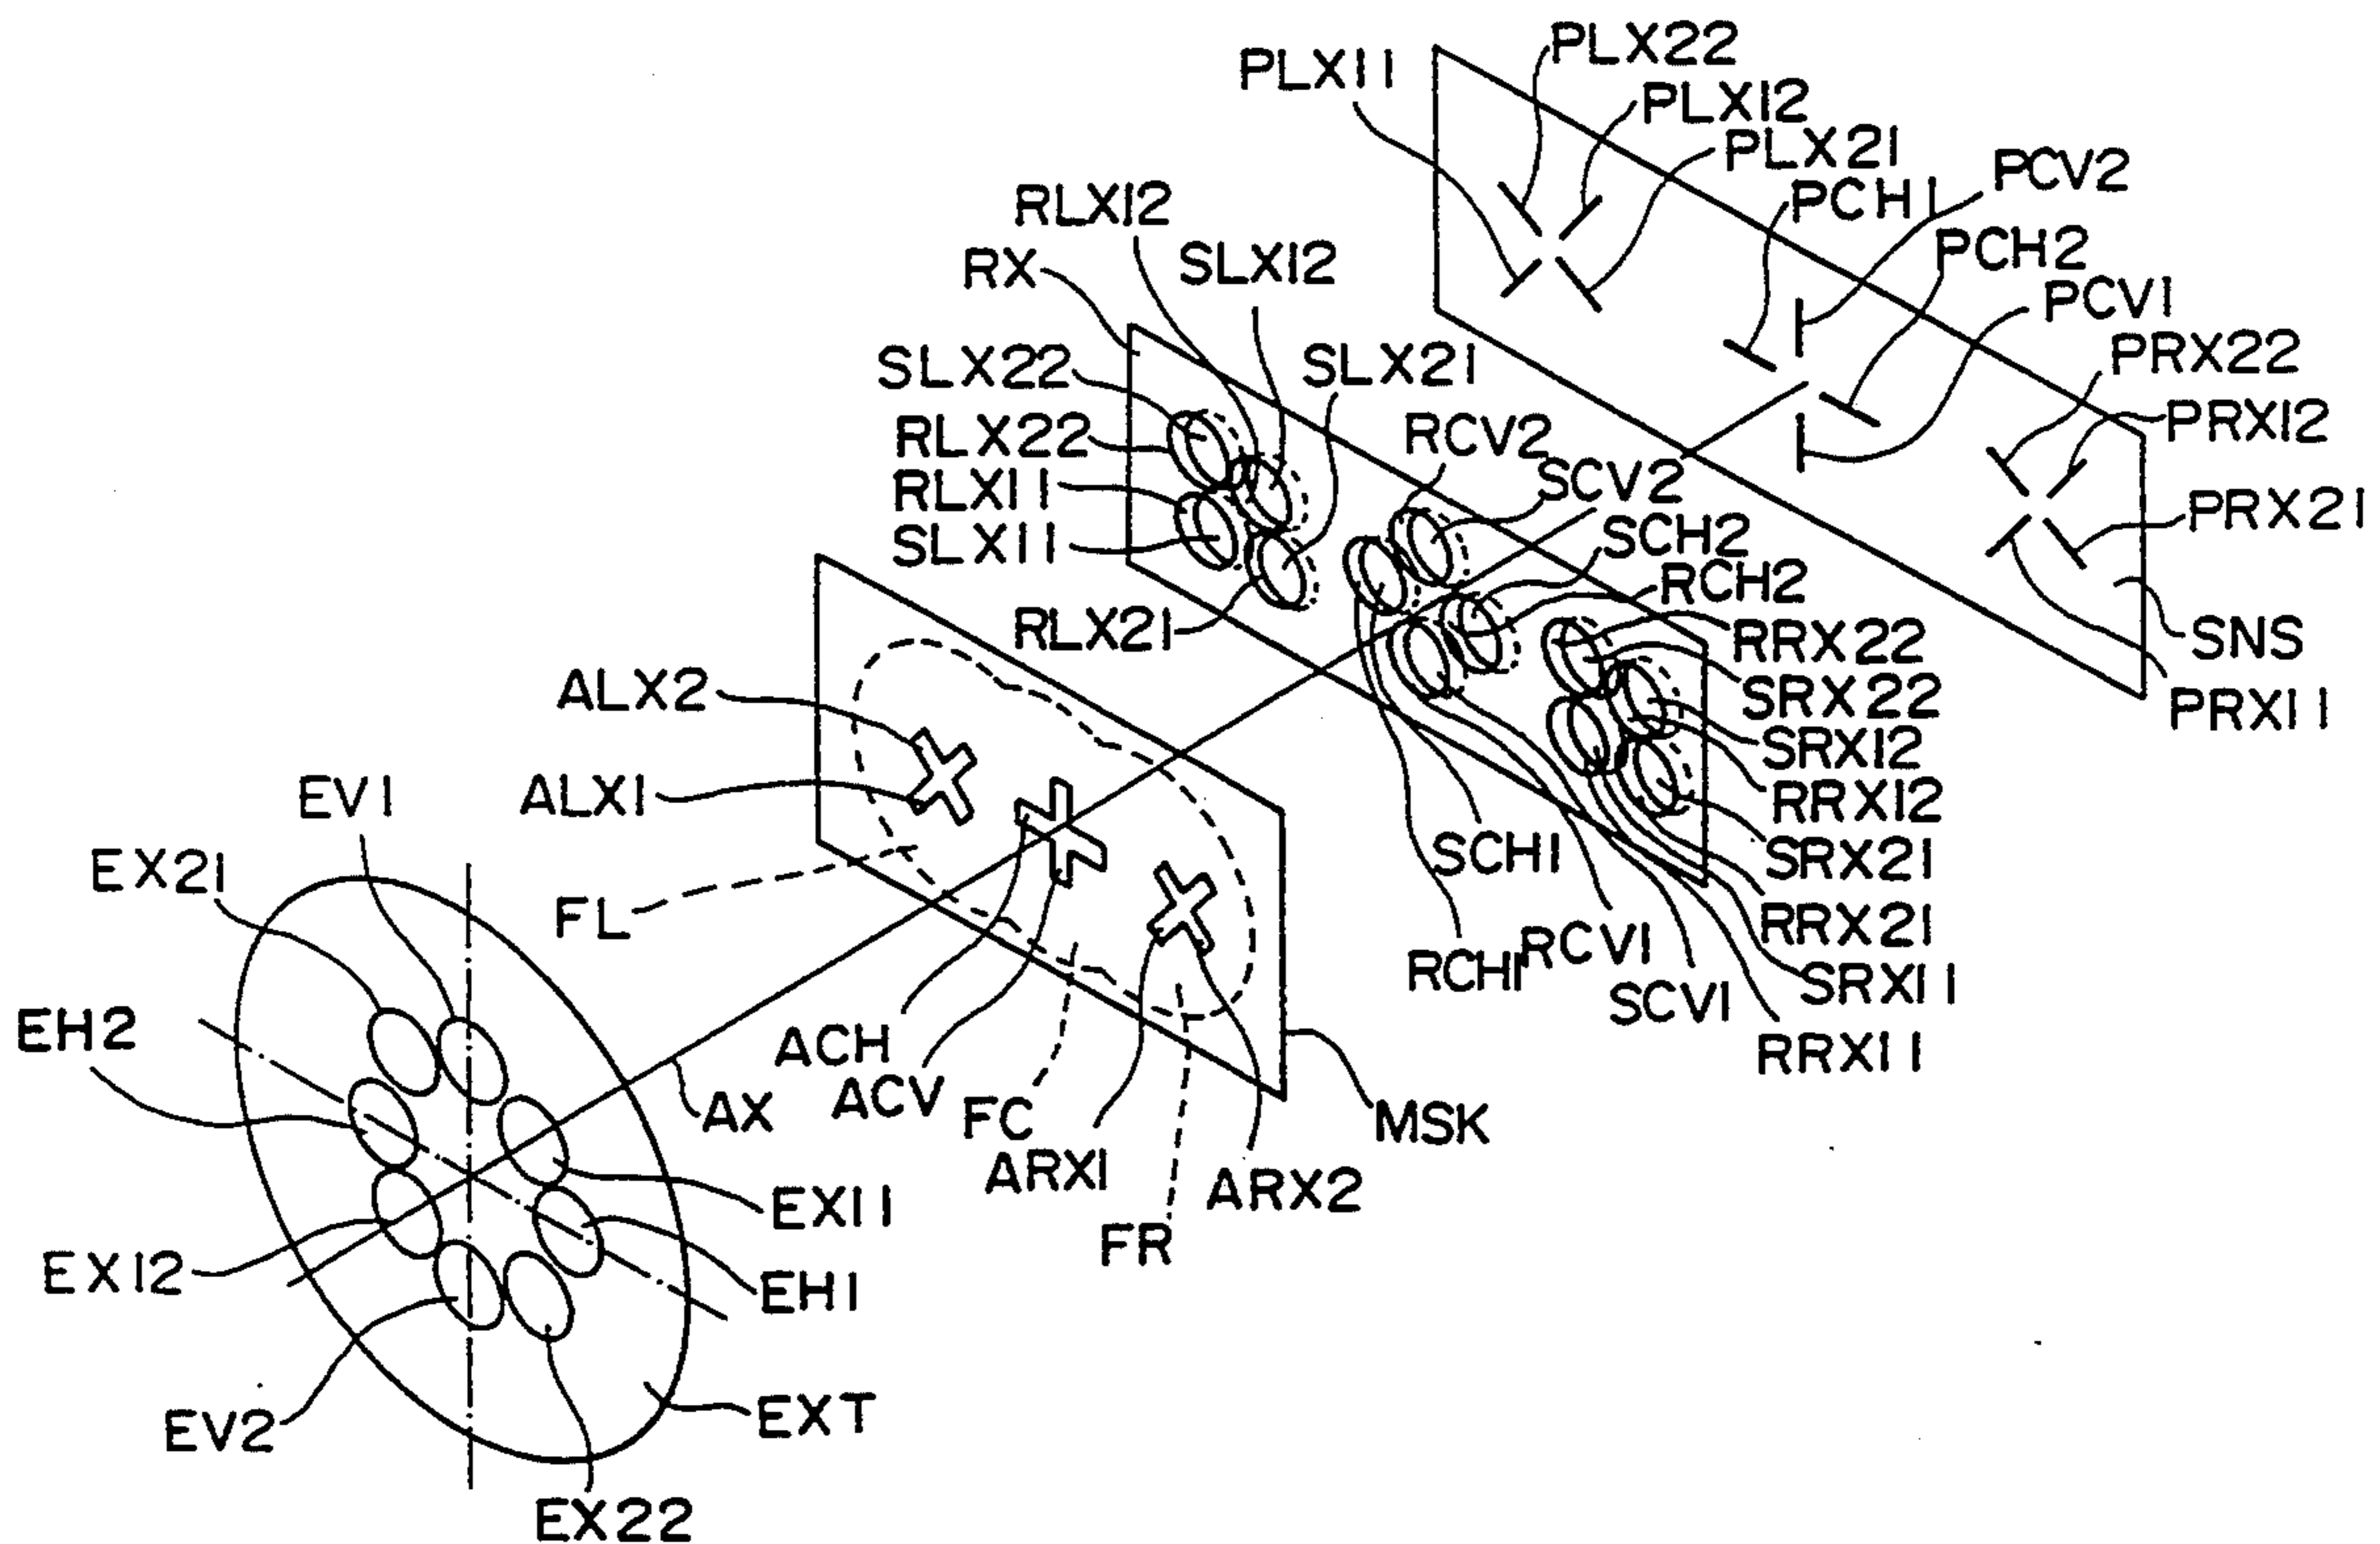 PLX22
PLX11
PLX12
PLX21
PCV2
PCH1
RLX12
PCH2
SLX12
RX
PCV1
PRX22
SLX22
SLX21
PRX12
RLX22
RCV2
RLX11
SCV2
PRX21
SLX11
SCH2
RCH2
RLX21
SNS
RRX22
ALX2
SRX22
PRX11
SRX12
ALX1
EV1
RRX12
SCH1
SRX21
EX21
FL
RRX21
RCV1
RCH1
SRX11
SCV1
EH2
ACH
RRX11
ACV
AX
FC
MSK
ARX1
ARX2
EX11
FR
EX12
EH1
EXT
EV2
EX22